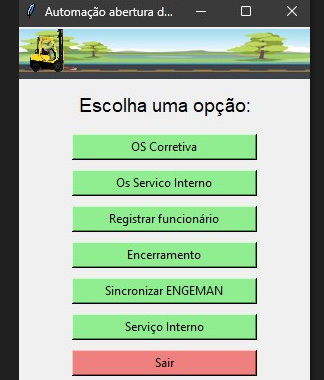 Automação abertura d...
Escolha uma opção:
OS Corretiva
Os Servico Interno
Registrar funcionário
Encerramento
Sincronizar ENGEMAN
Serviço Interno
Sair